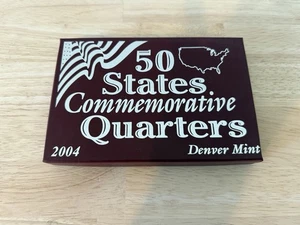 50
States
Commemorative
Quarters
2004 Denver Mint